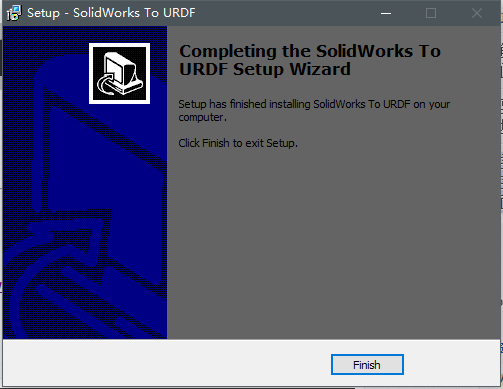 Setup - SolidWorks To URDF
Completing the SolidWorks To
URDF Setup Wizard
Setup has finished installing SolidWorks To URDF on your
computer.
Click Finish to exit Setup.
Finish